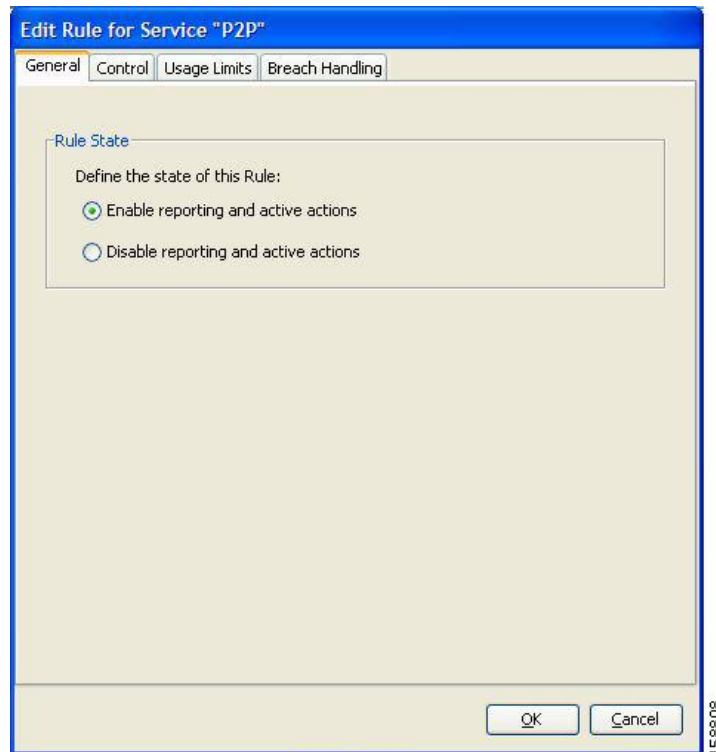 Edit Rule for Service "P2P"
General Control Usage Limits Breach Handling
Rule State
Define the state of this Rule:
Enable reporting and active actions
Disable reporting and active actions
OK Cancel